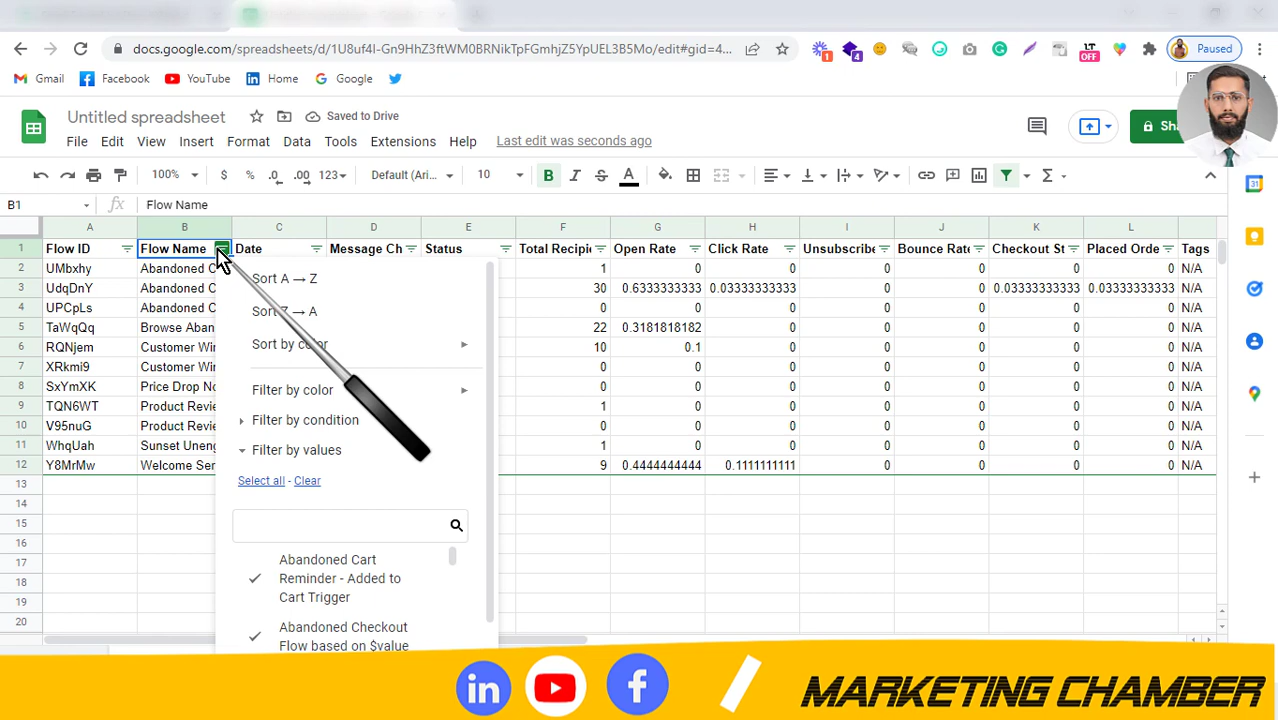 docs.google.com/spreadsheets/d/1U8uf4I-Gn9HhZ3ftWM0BKNikTpFGmhjZ5YpUEL3B5Mo/edit#gid=4...
1
4
LT
OFF
Paused
Gmail
Facebook
YouTube
Home
Google
Untitled spreadsheet
Saved to Drive
File Edit View Insert Format Data Tools Extensions Help Last edit was seconds ago
100% $ % .0 .00 123 Default (Ari... 10 B I S A
31
B1 fx Flow Name
A B C D E F G H I J K L
1 Flow ID Flow Name Date Message Ch Status Total Recipie Open Rate Click Rate Unsubscribe Bounce Rate Checkout St Placed Orde Tags
2 UMbxhy Abandoned C 1 0 0 0 0 0 0 N/A
3 UdqDnY Abandoned C 30 0.6333333333 0.03333333333 0 0 0.03333333333 0.03333333333 N/A
4 UPCpLs Abandoned C 0 0 0 0 0 0 0 N/A
5 TaWqQq Browse Aban 22 0.3181818182 0 0 0 0 0 N/A
6 RQNjem Customer Win 10 0.1 0 0 0 0 0 N/A
7 XRkmi9 Customer Win 0 0 0 0 0 0 0 N/A
8 SxYmXK Price Drop No 0 0 0 0 0 0 0 N/A
9 TQN6WT Product Revie 1 0 0 0 0 0 0 N/A
10 V95nuG Product Revie 0 0 0 0 0 0 0 N/A
11 WhqUah Sunset Uneng 1 0 0 0 0 0 0 N/A
12 Y8MrMw Welcome Ser 9 0.4444444444 0.1111111111 0 0 0 0 N/A
13
14
15
16
17
18
19
20
Sort A → Z
Sort Z → A
Sort by color
Filter by color
Filter by condition
Filter by values
Select all - Clear
Abandoned Cart
Reminder - Added to
Cart Trigger
Abandoned Checkout
Flow based on $value
in
f
MARKETING CHAMBER